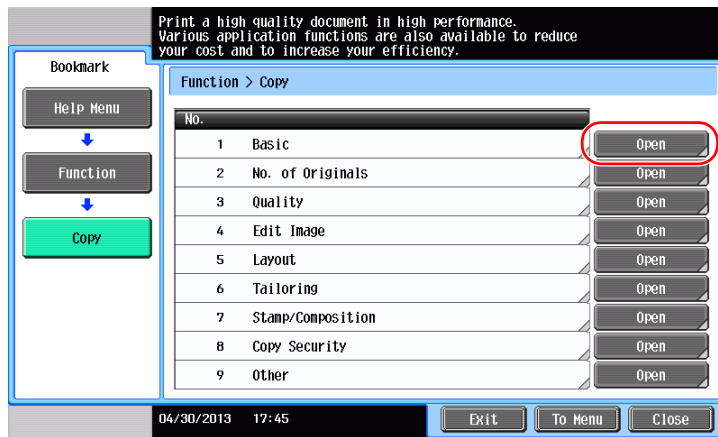 Print a high quality document in high performance.
Various application functions are also available to reduce
your cost and to increase your efficiency.
Bookmark
Help Menu
Function
Copy
Function > Copy
No.
1 Basic Open
2 No. of Originals Open
3 Quality Open
4 Edit Image Open
5 Layout Open
6 Tailoring Open
7 Stamp/Composition Open
8 Copy Security Open
9 Other Open
04/30/2013 17:45
Exit To Menu Close